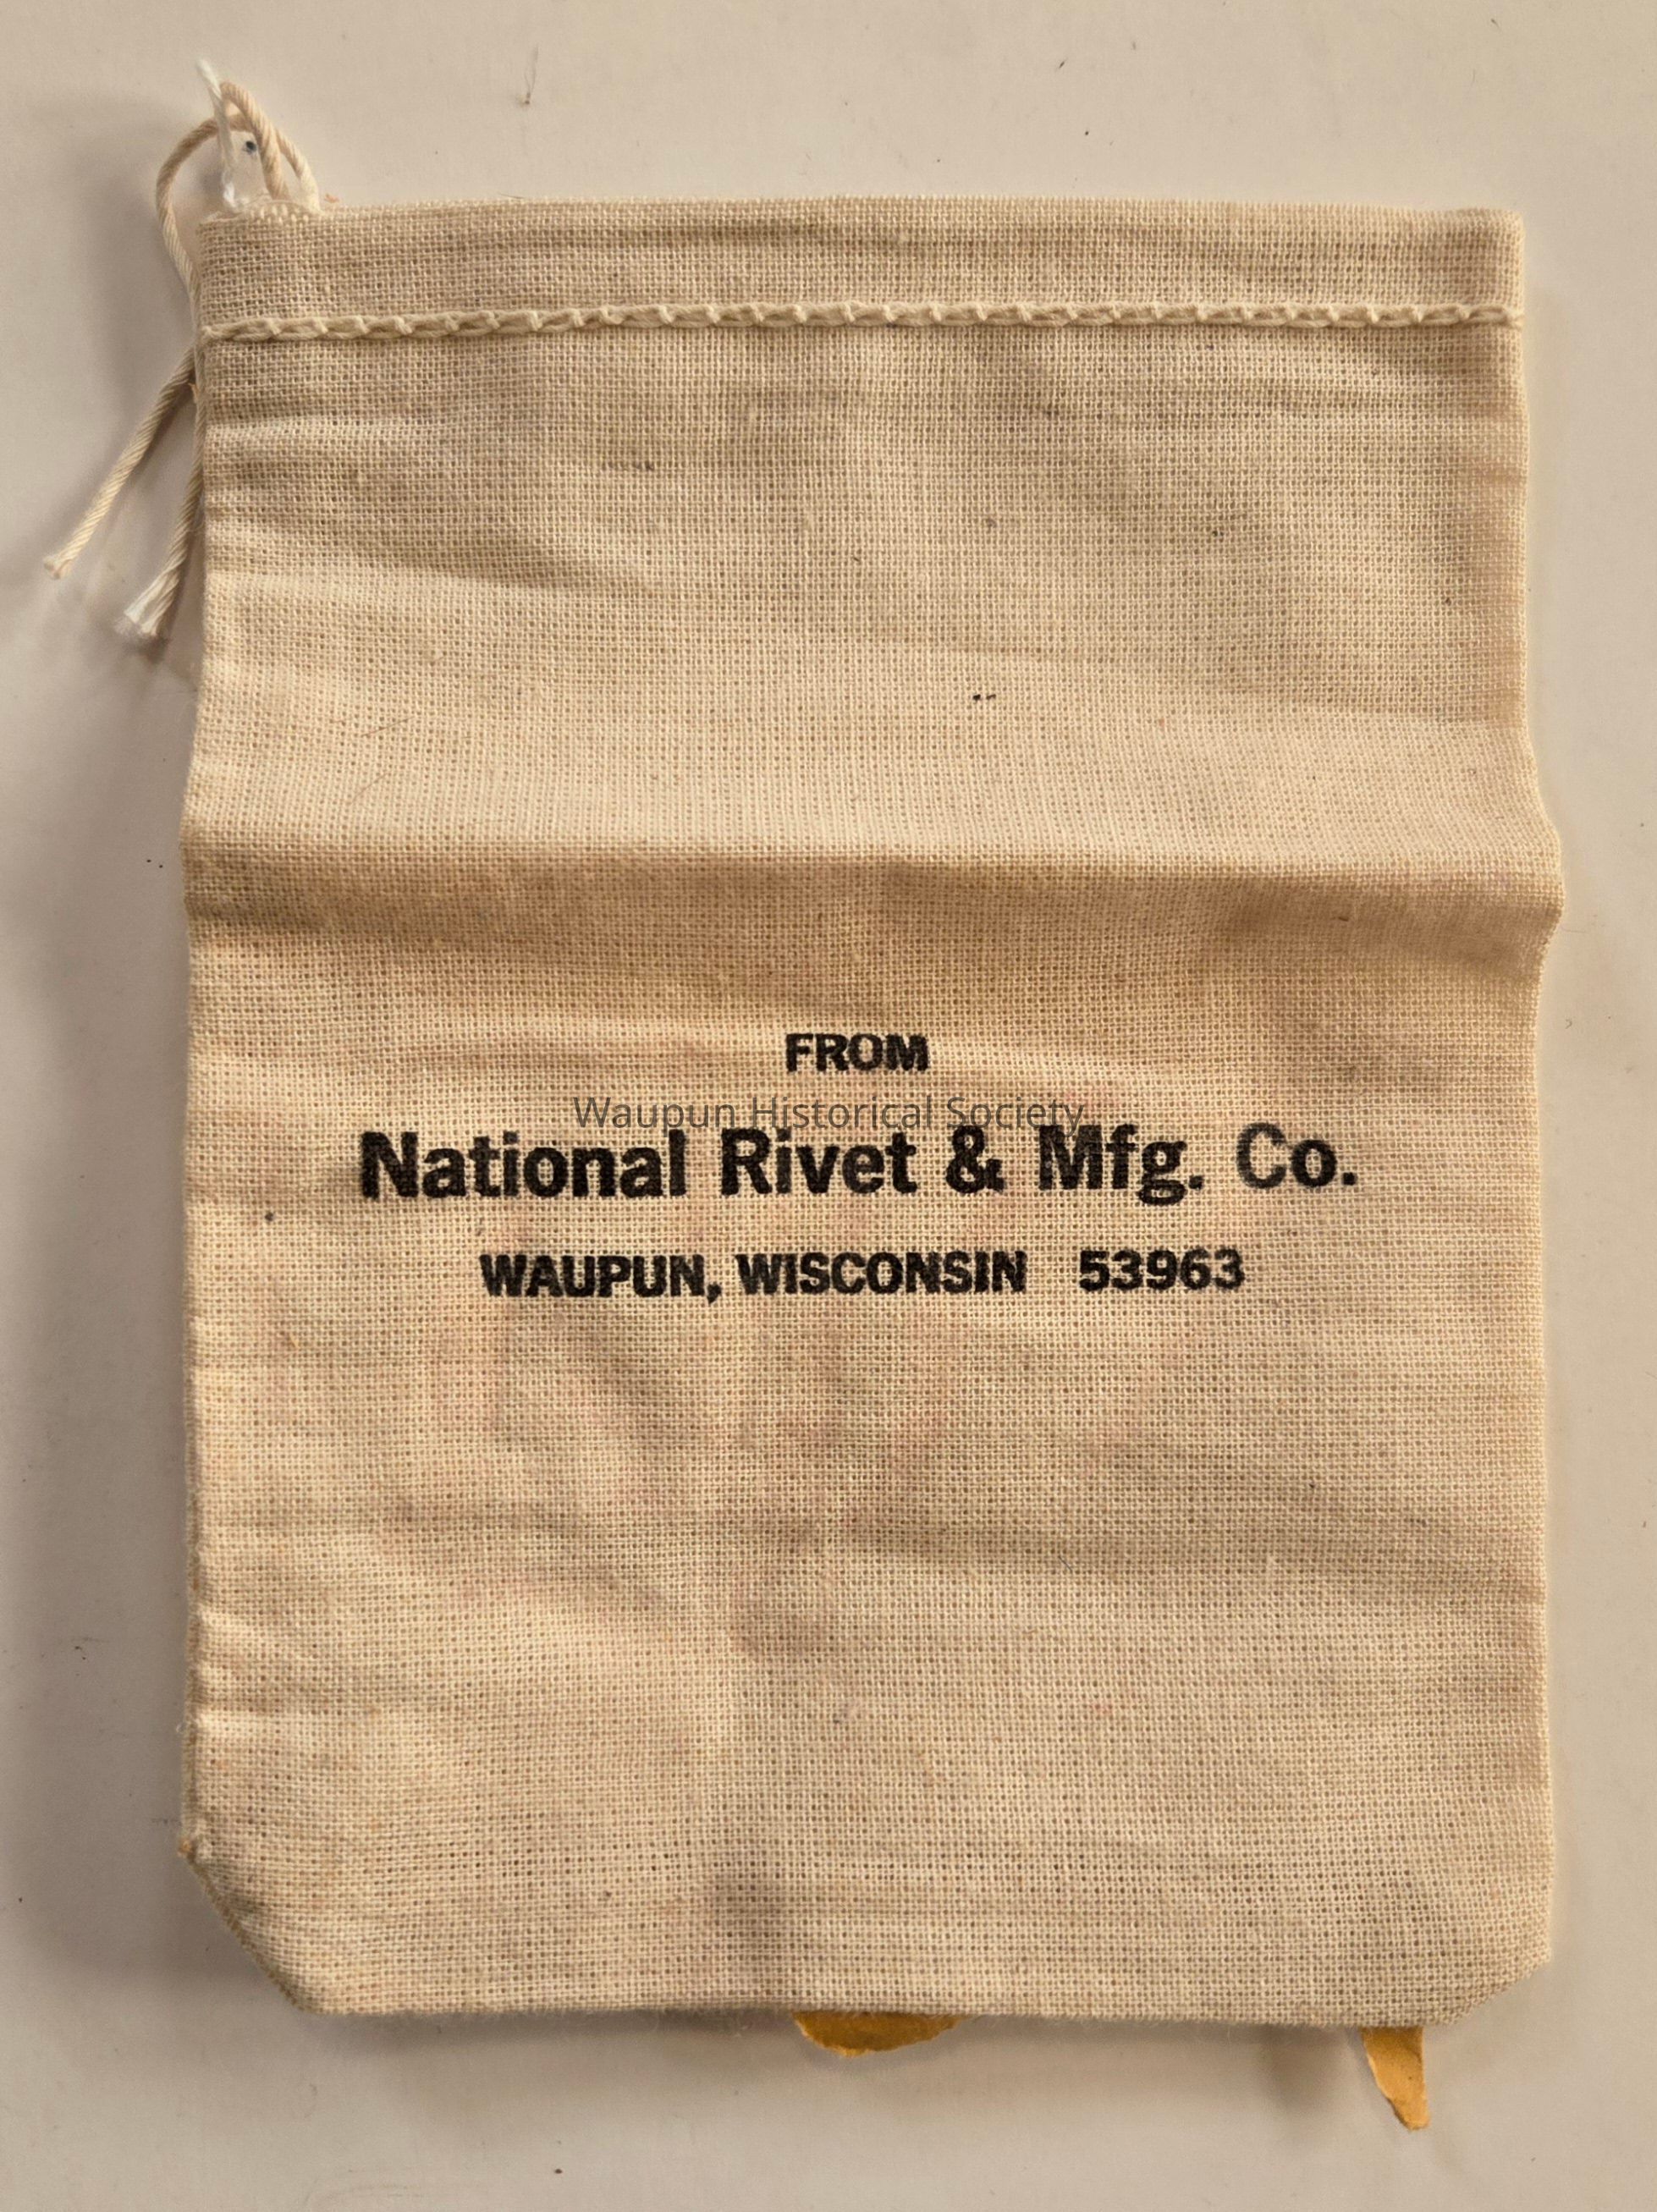 FROM
Waupun Historical Society
National Rivet & Mfg. Co.
WAUPUN, WISCONSIN 53963